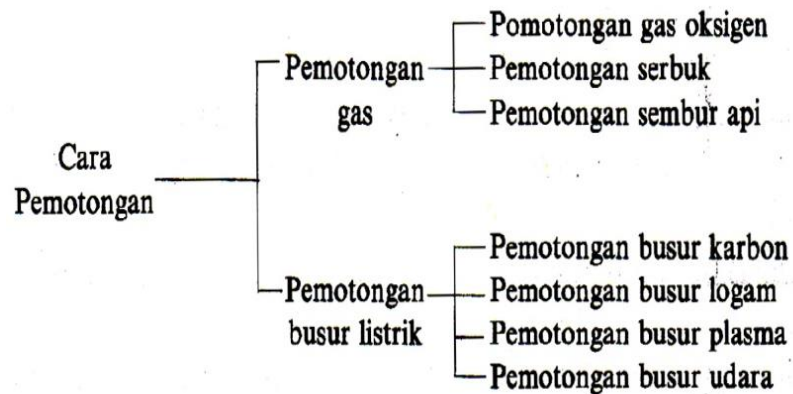 Cara
Pemotongan
Pemotongan
gas
Pomotongan gas oksigen
Pemotongan serbuk
Pemotongan sembur api
Pemotongan
busur listrik
Pemotongan busur karbon
Pemotongan busur logam
Pemotongan busur plasma
Pemotongan busur udara